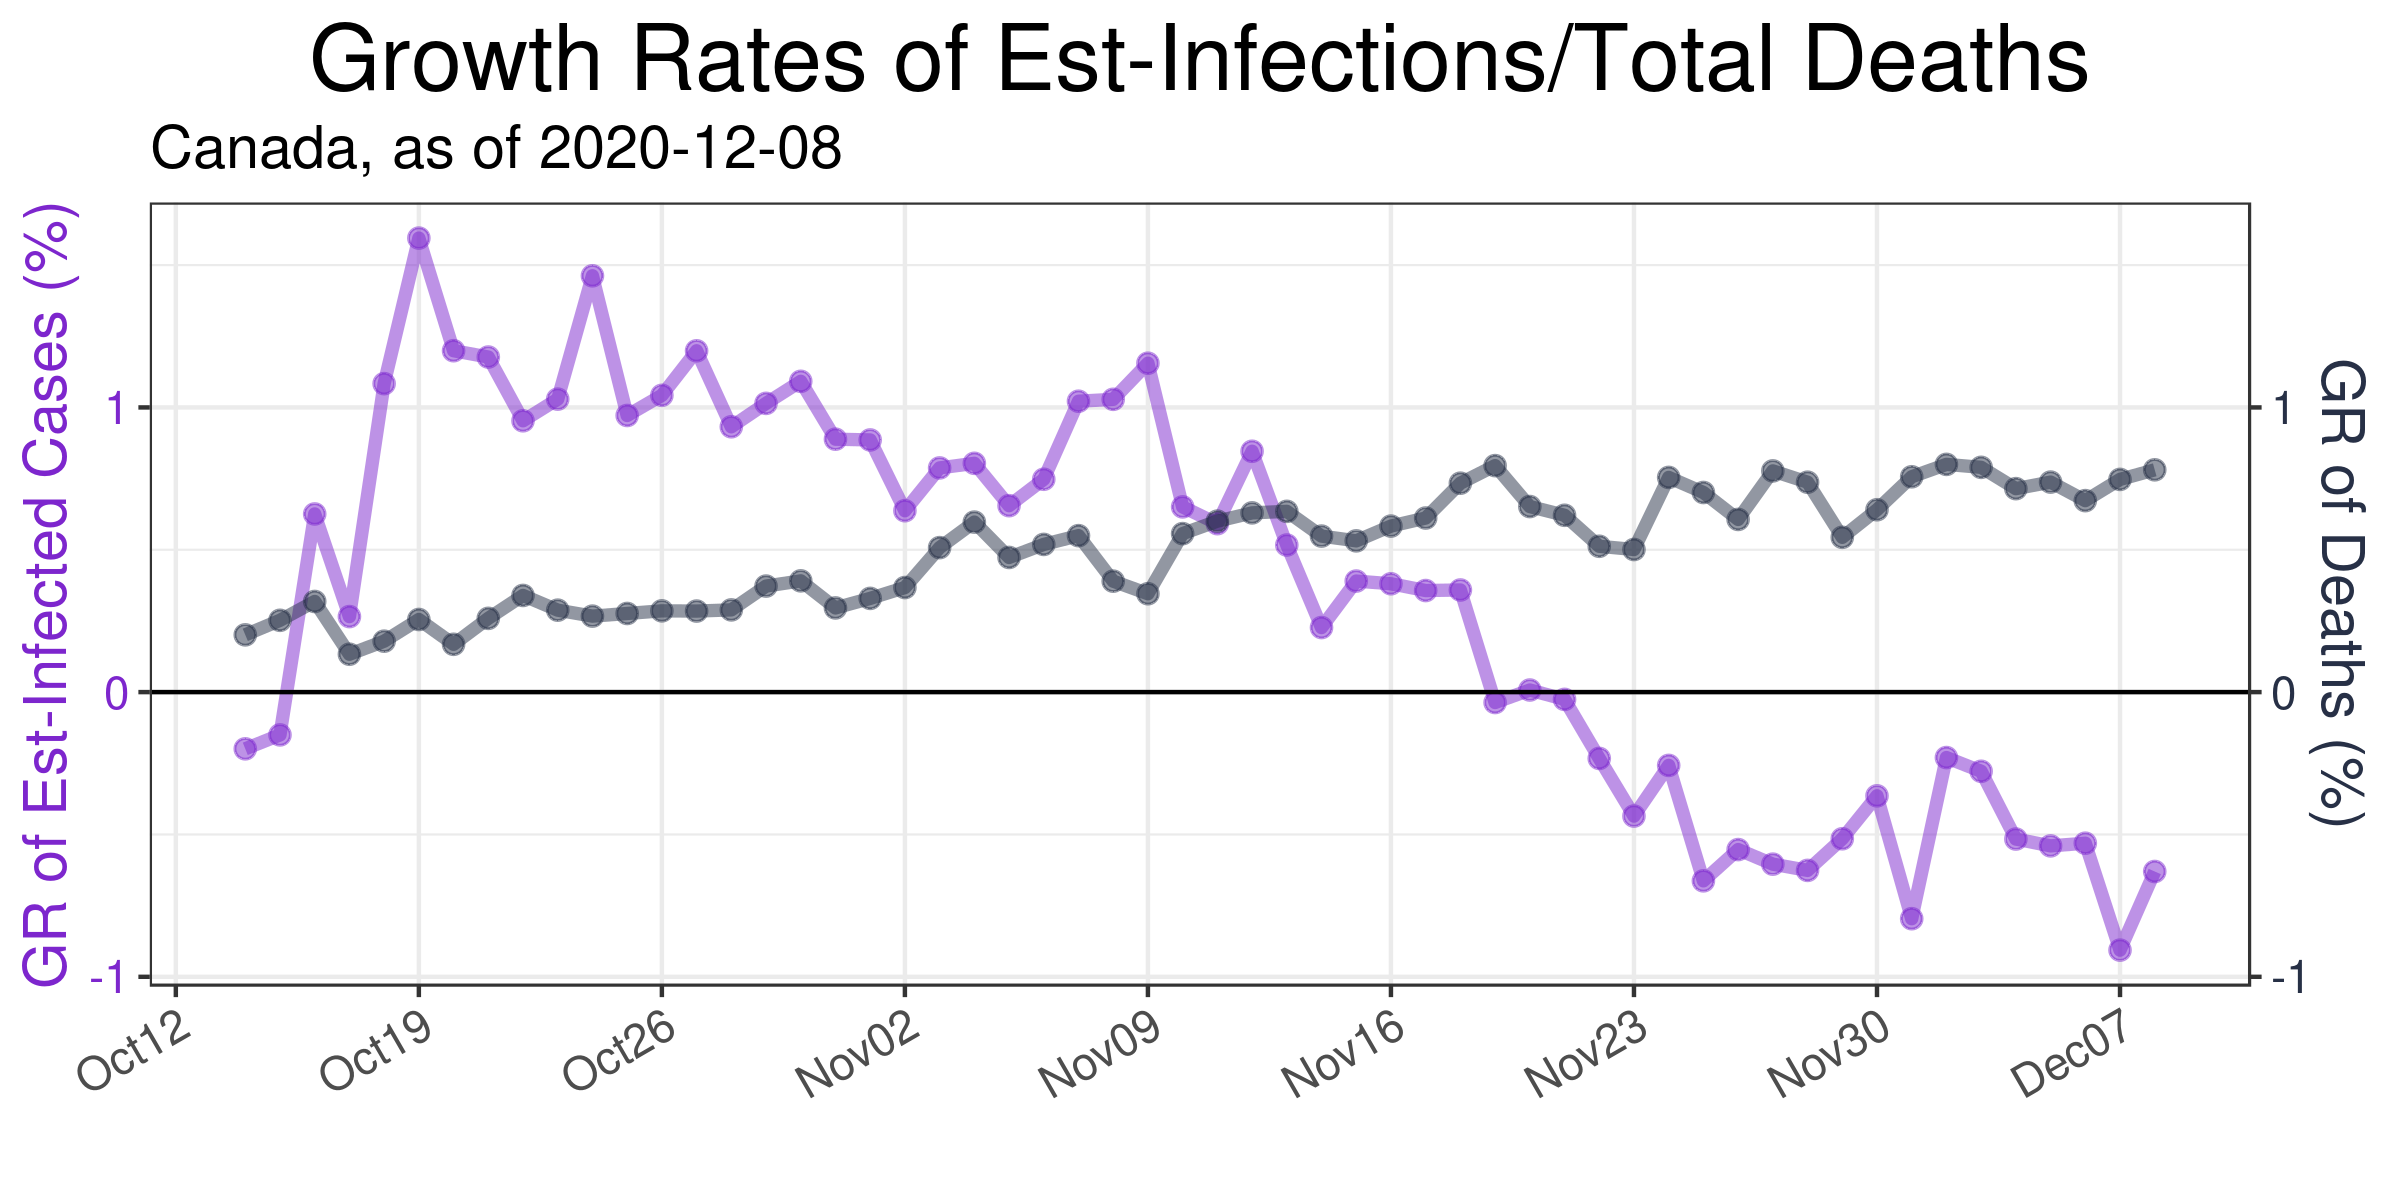 Growth Rates of Est-Infections/Total Deaths
Canada, as of 2020-12-08
GR of Est-Infected Cases (%)
1
0
-1
1
0
-1
GR of Deaths (%)
Oct12
Oct19
Oct26
Nov02
Nov09
Nov16
Nov23
Nov30
Dec07